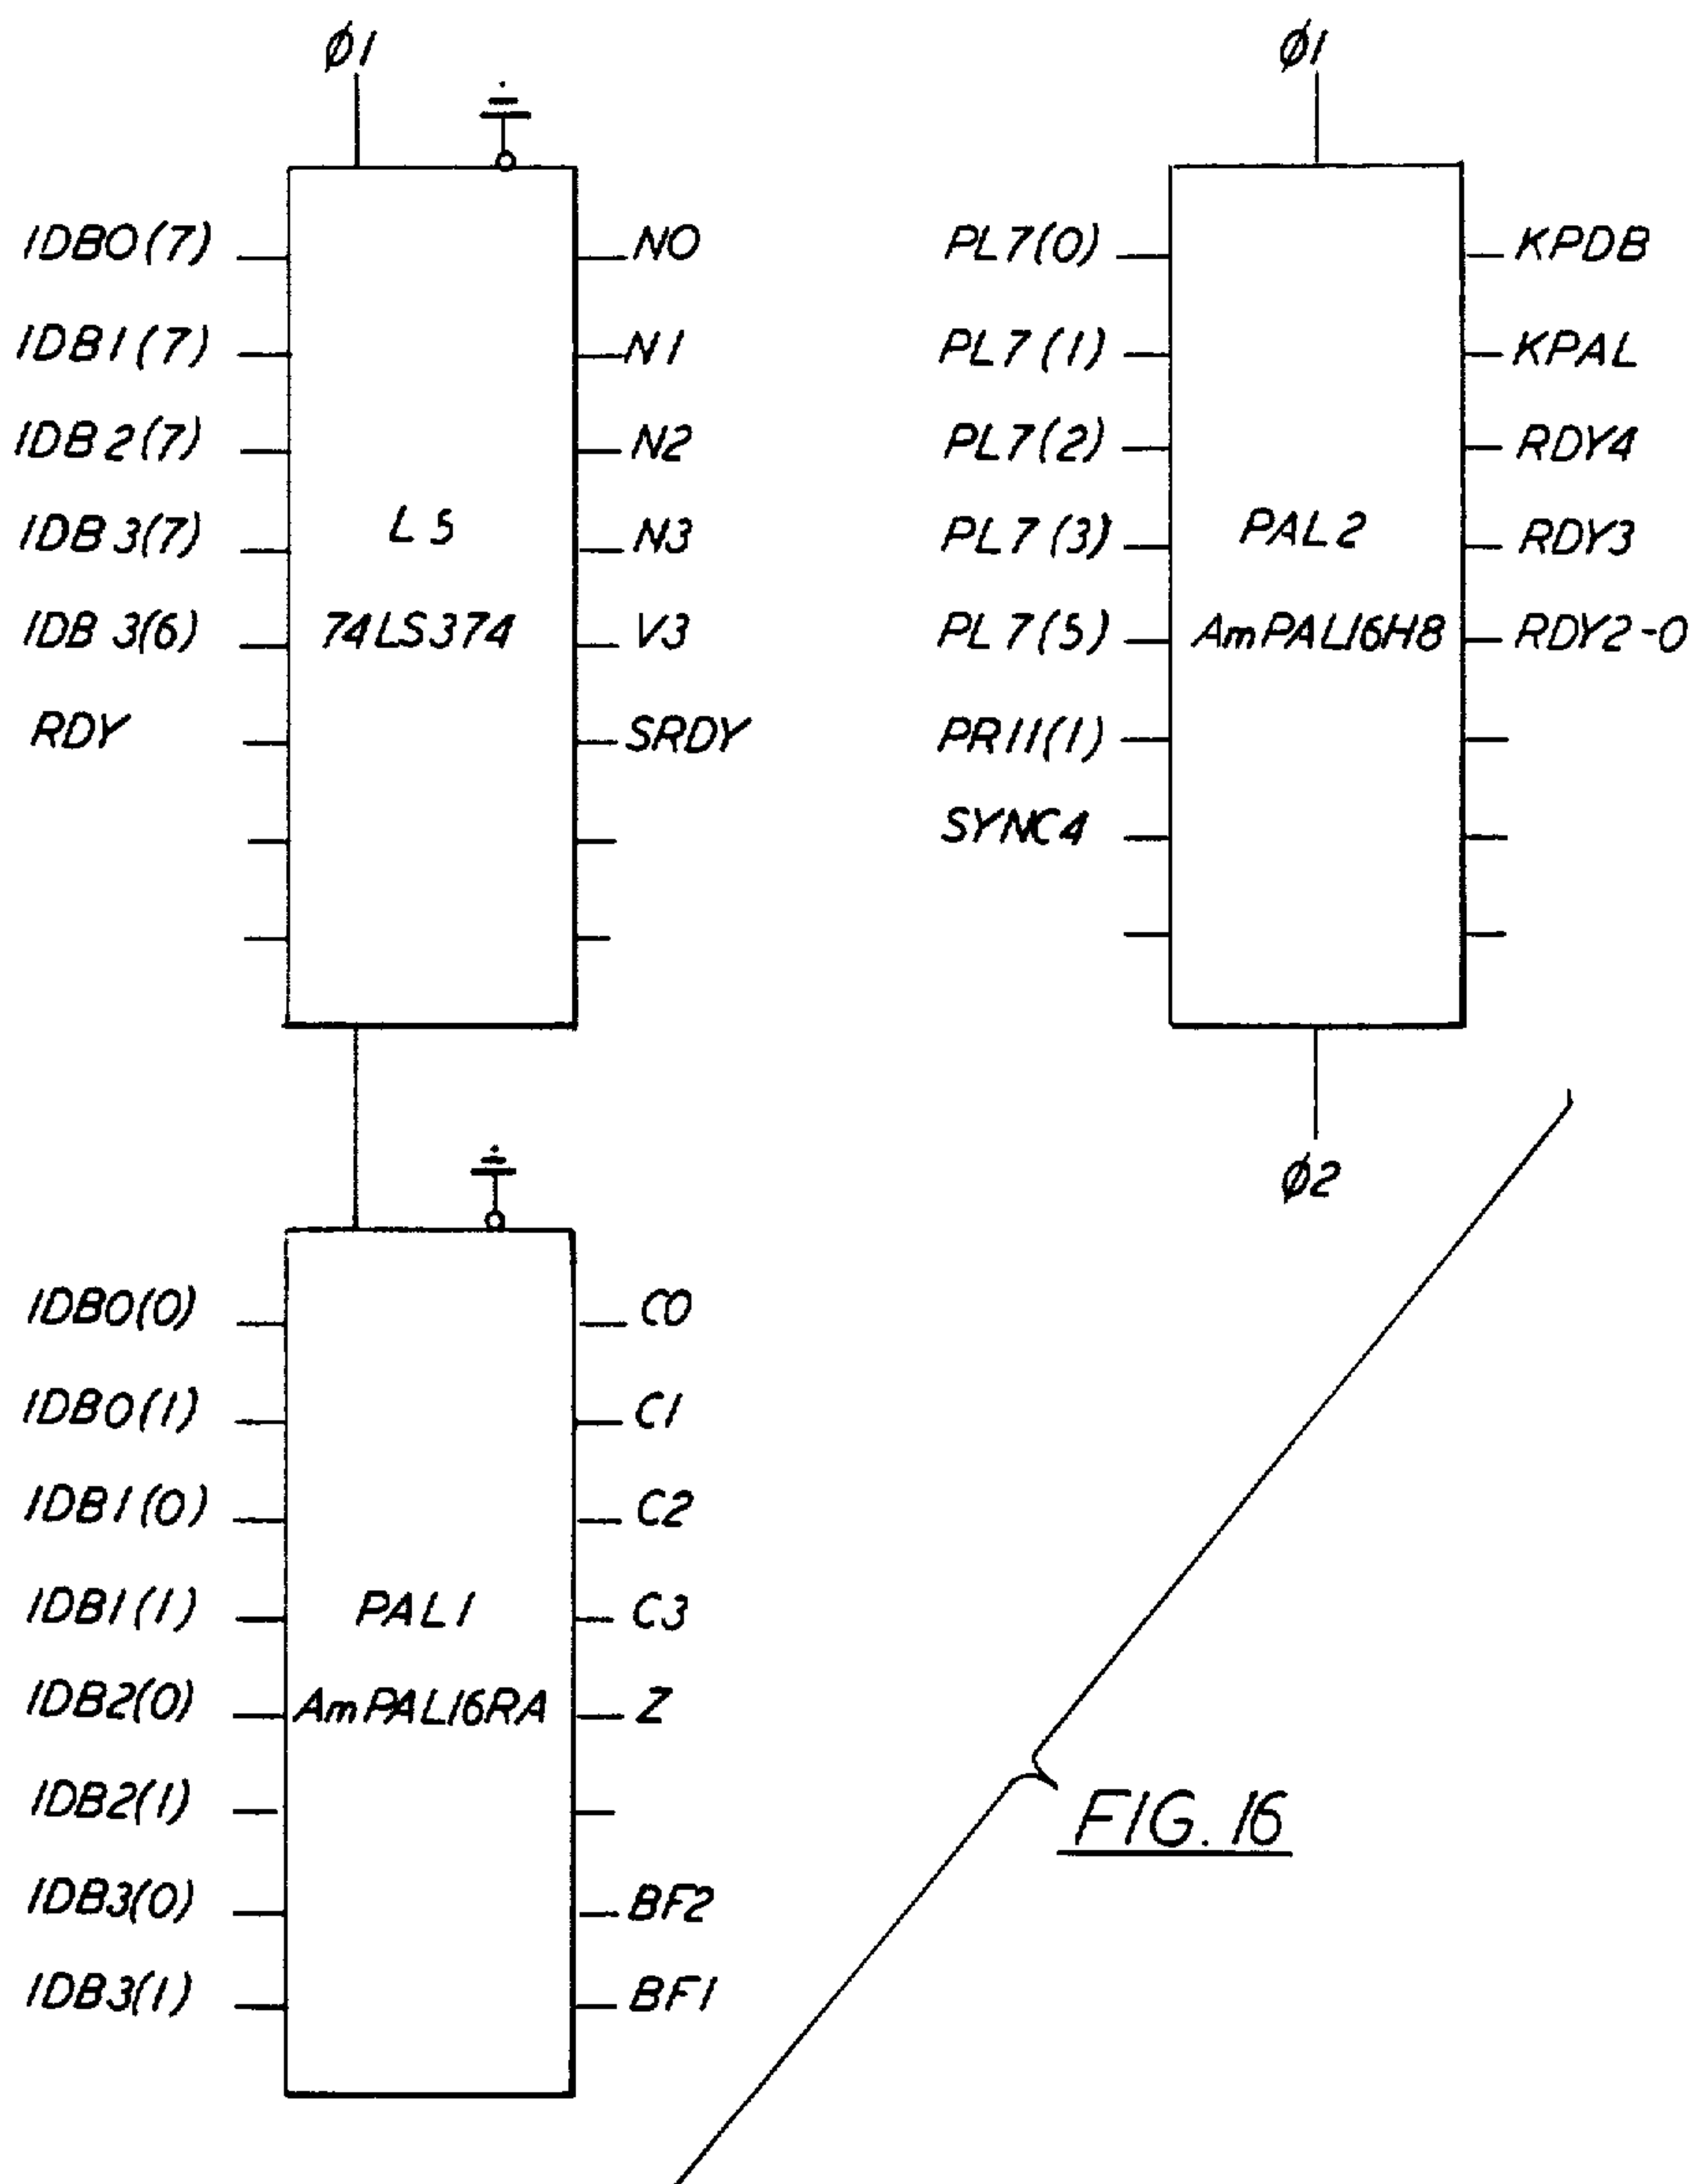 φ1
IDB0(7)
IDB1(7)
IDB2(7)
IDB3(7)
IDB3(6)
RDY
L5
74LS374
N0
N1
N2
N3
V3
SRDY
φ1
PL7(0)
PL7(1)
PL7(2)
PL7(3)
PL7(5)
PR11(1)
SYNC4
PAL2
AmPAL16H8
KPDB
KPAL
RDY4
RDY3
RDY2-0
φ2
IDB0(0)
IDB0(1)
IDB1(0)
IDB1(1)
IDB2(0)
IDB2(1)
IDB3(0)
IDB3(1)
PAL1
AmPAL16RA
C0
C1
C2
C3
Z
BF2
BF1
FIG. 16